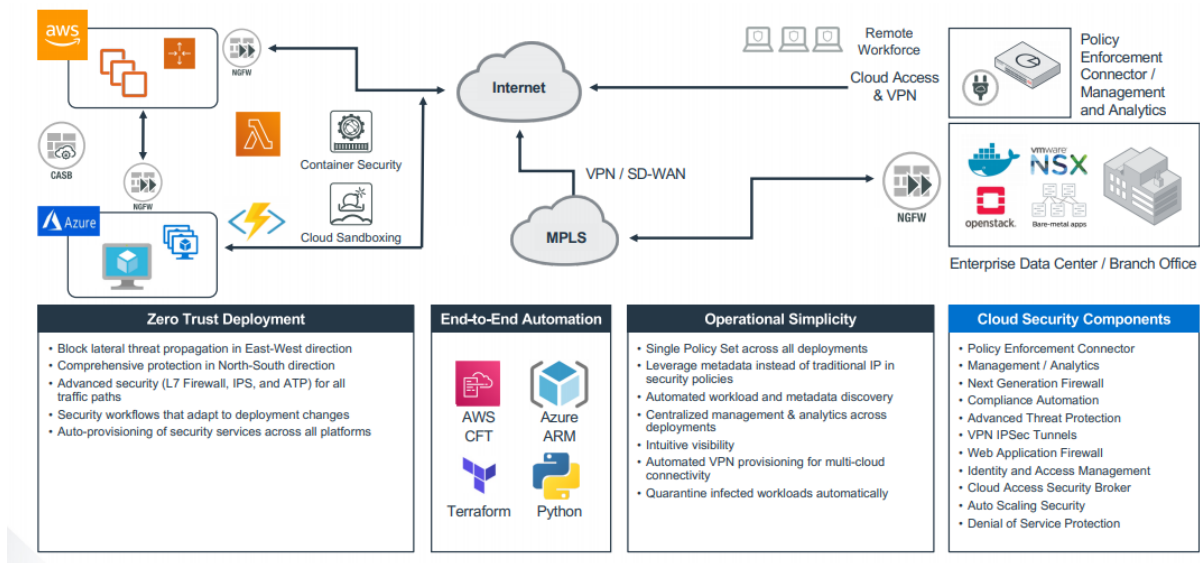 aws
NGFW
Internet
Remote
Workforce
Cloud Access
& VPN
Policy
Enforcement
Connector /
Management
and Analytics
CASB
NGFW
Container Security
Azure
Cloud Sandboxing
VPN / SD-WAN
MPLS
NGFW
docker
vmware
NSX
openstack.
Bare-metal apps
Enterprise Data Center / Branch Office
Zero Trust Deployment
• Block lateral threat propagation in East-West direction
• Comprehensive protection in North-South direction
• Advanced security (L7 Firewall, IPS, and ATP) for all
traffic paths
• Security workflows that adapt to deployment changes
• Auto-provisioning of security services across all platforms
End-to-End Automation
AWS
CFT
Azure
ARM
Terraform
Python
Operational Simplicity
• Single Policy Set across all deployments
• Leverage metadata instead of traditional IP in
security policies
• Automated workload and metadata discovery
• Centralized management & analytics across
deployments
• Intuitive visibility
• Automated VPN provisioning for multi-cloud
connectivity
• Quarantine infected workloads automatically
Cloud Security Components
• Policy Enforcement Connector
• Management / Analytics
• Next Generation Firewall
• Compliance Automation
• Advanced Threat Protection
• VPN IPSec Tunnels
• Web Application Firewall
• Identity and Access Management
• Cloud Access Security Broker
• Auto Scaling Security
• Denial of Service Protection